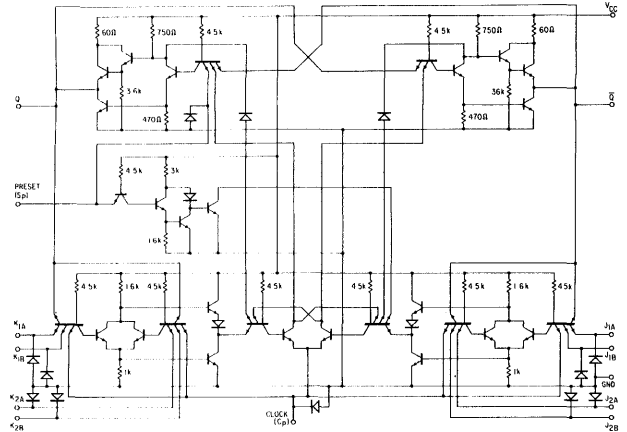 VCC
60Ω 750Ω 4.5k 4.5k 750Ω 60Ω
Q 3.6k 36k Q̅
470Ω 470Ω
4.5k 3k
PRESET
(Sp)
1.6k
4.5k 1.6k 4.5k 4.5k 4.5k 4.5k 1.6k 45k
K1A J1A
K1B J1B
1k 1k GND
K2A J2A
K2B J2B
CLOCK
(Cp)